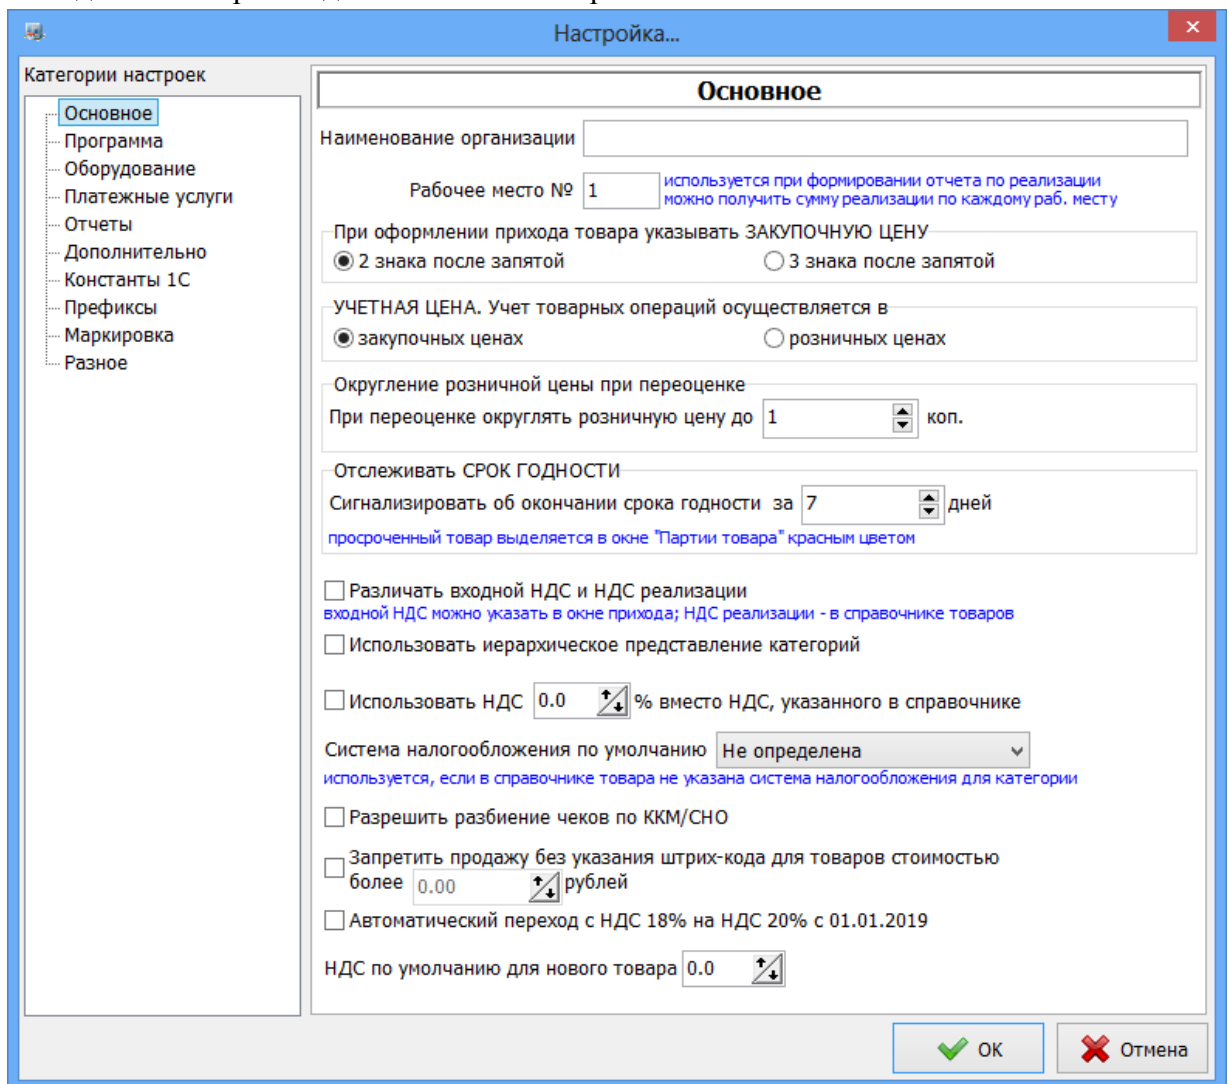 Настройка...
Категории настроек
Основное
Программа
Оборудование
Платежные услуги
Отчеты
Дополнительно
Константы 1С
Префиксы
Маркировка
Разное
Основное
Наименование организации
Рабочее место № 1
используется при формировании отчета по реализации
можно получить сумму реализации по каждому раб. месту
При оформлении прихода товара указывать ЗАКУПОЧНУЮ ЦЕНУ
2 знака после запятой 3 знака после запятой
УЧЕТНАЯ ЦЕНА. Учет товарных операций осуществляется в
закупочных ценах розничных ценах
Округление розничной цены при переоценке
При переоценке округлять розничную цену до 1 коп.
Отслеживать СРОК ГОДНОСТИ
Сигнализировать об окончании срока годности за 7 дней
просроченный товар выделяется в окне "Партии товара" красным цветом
Различать входной НДС и НДС реализации
входной НДС можно указать в окне прихода; НДС реализации - в справочнике товаров
Использовать иерархическое представление категорий
Использовать НДС 0.0 % вместо НДС, указанного в справочнике
Система налогообложения по умолчанию Не определена
используется, если в справочнике товара не указана система налогообложения для категории
Разрешить разбиение чеков по ККМ/СНО
Запретить продажу без указания штрих-кода для товаров стоимостью
более 0.00 рублей
Автоматический переход с НДС 18% на НДС 20% с 01.01.2019
НДС по умолчанию для нового товара 0.0
ОК Отмена